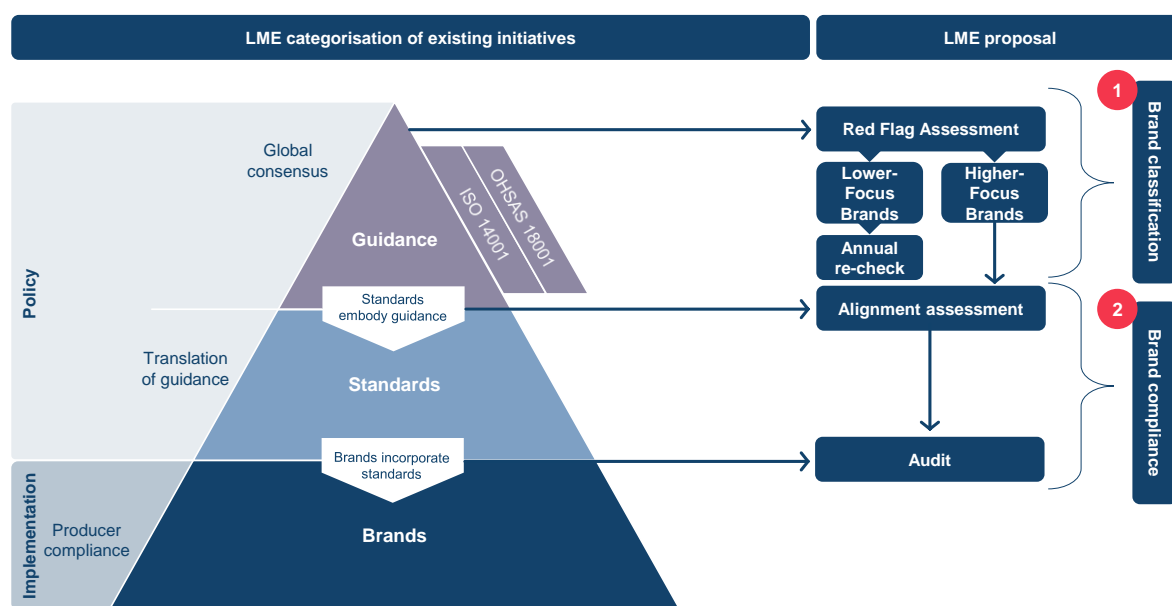 LME categorisation of existing initiatives
LME proposal
Policy
Implementation
Global
consensus
Translation
of guidance
Producer
compliance
Guidance
ISO 14001
OHSAS 18001
Standards
embody guidance
Standards
Brands incorporate
standards
Brands
Red Flag Assessment
Lower-
Focus
Brands
Higher-
Focus
Brands
Annual
re-check
Alignment assessment
Audit
1
Brand classification
2
Brand compliance